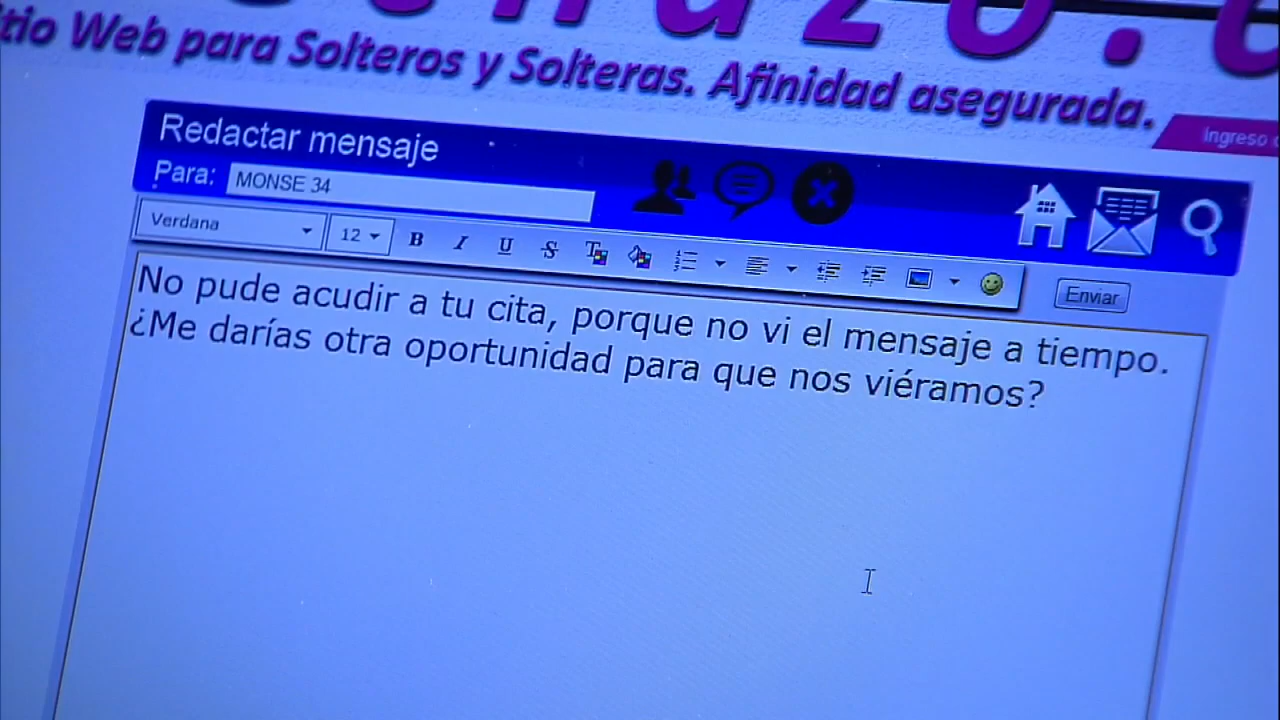 Web para Solteros y Solteras. Afinidad asegurada.
Ingreso
Redactar mensaje
Para: MONSE 34
Verdana 12 B I U S
Enviar
No pude acudir a tu cita, porque no vi el mensaje a tiempo.
¿Me darías otra oportunidad para que nos viéramos?